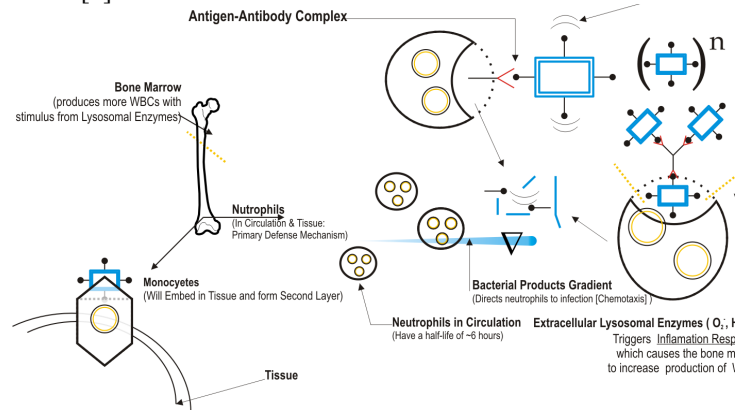 Antigen-Antibody Complex
n
Bone Marrow
(produces more WBCs with
stimulus from Lysosomal Enzymes)
Nutrophils
(In Circulation & Tissue:
Primary Defense Mechanism)
Monocytes
(Will Embed in Tissue and form Second Layer)
Bacterial Products Gradient
(Directs neutrophils to infection [Chemotaxis] )
Neutrophils in Circulation
(Have a half-life of ~6 hours)
Extracellular Lysosomal Enzymes ( O₂⁻, H
Triggers Inflamation Resp
which causes the bone m
to increase production of W
Tissue